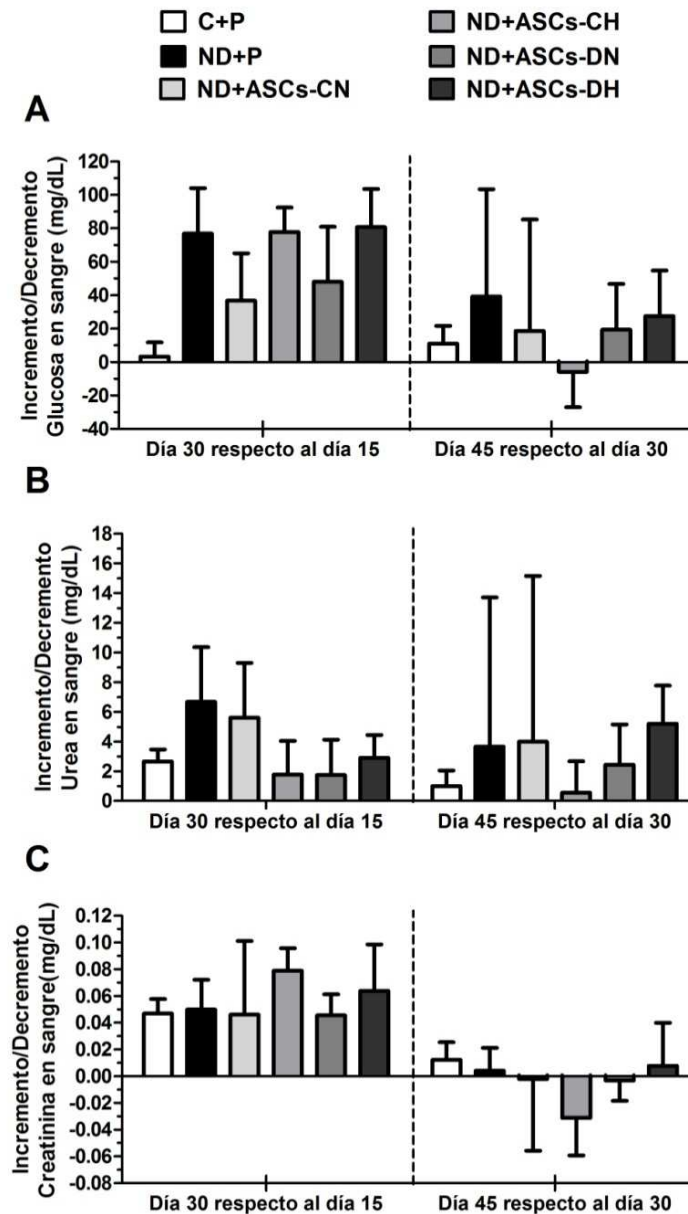 C+P
ND+P
ND+ASCs-CN
ND+ASCs-CH
ND+ASCs-DN
ND+ASCs-DH
A
Incremento/Decremento
Glucosa en sangre (mg/dL)
120
100
80
60
40
20
0
-20
-40
Día 30 respecto al día 15
Día 45 respecto al día 30
B
Incremento/Decremento
Urea en sangre (mg/dL)
18
16
14
12
10
8
6
4
2
0
Día 30 respecto al día 15
Día 45 respecto al día 30
C
Incremento/Decremento
Creatinina en sangre(mg/dL)
0.12
0.10
0.08
0.06
0.04
0.02
0.00
-0.02
-0.04
-0.06
-0.08
Día 30 respecto al día 15
Día 45 respecto al día 30